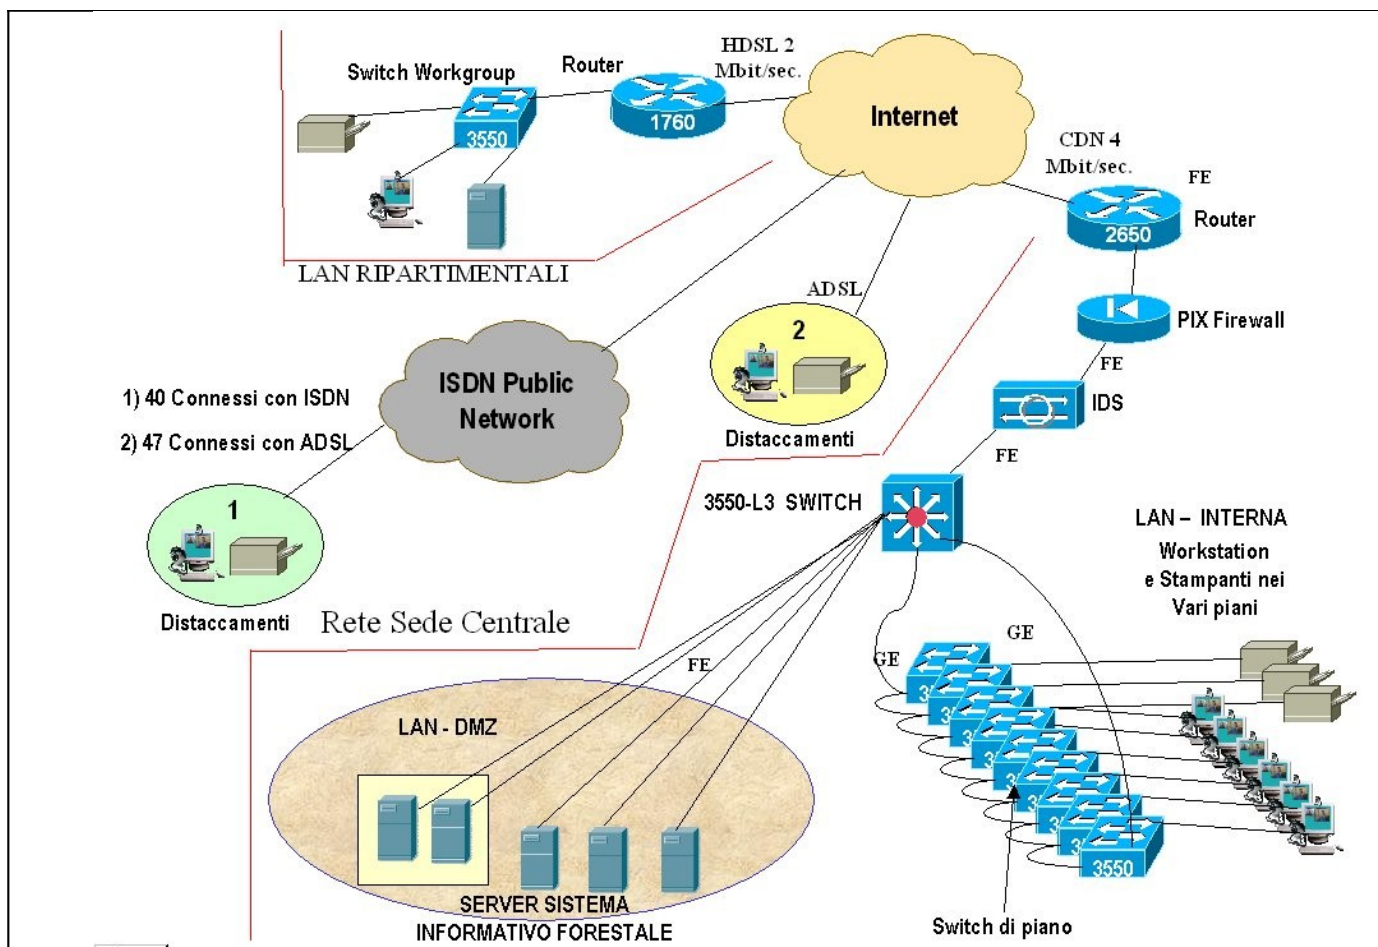 HDSL 2
Mbit/sec.
Router
Switch Workgroup
1760
3550
Internet
CDN 4
Mbit/sec.
FE
Router
2650
LAN RIPARTIMENTALI
ADSL
PIX Firewall
FE
2
ISDN Public
Network
1) 40 Connessi con ISDN
2) 47 Connessi con ADSL
IDS
Distaccamenti
FE
3550-L3 SWITCH
1
LAN – INTERNA
Workstation
e Stampanti nei
Vari piani
Distaccamenti
Rete Sede Centrale
GE
GE
FE
LAN - DMZ
3550
SERVER SISTEMA
INFORMATIVO FORESTALE
Switch di piano